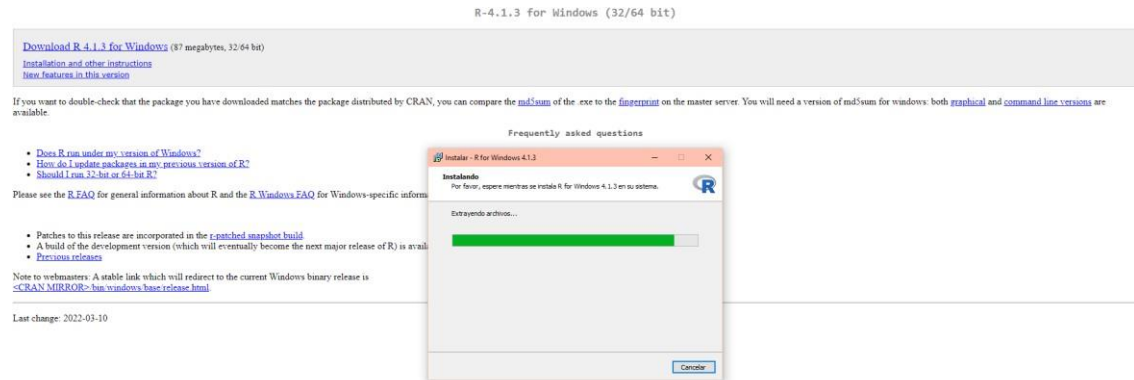 R-4.1.3 for Windows (32/64 bit)
Download R 4.1.3 for Windows (87 megabytes, 32/64 bit)
Installation and other instructions
New features in this version
If you want to double-check that the package you have downloaded matches the package distributed by CRAN, you can compare the md5sum of the .exe to the fingerprint on the master server. You will need a version of md5sum for windows: both graphical and command line versions are
available.
Frequently asked questions
Does R run under my version of Windows?
How do I update packages in my previous version of R?
Should I run 32-bit or 64-bit R?
Please see the R FAQ for general information about R and the R Windows FAQ for Windows-specific inform
Patches to this release are incorporated in the r-patched snapshot build.
A build of the development version (which will eventually become the next major release of R) is avail
Previous releases
Note to webmasters: A stable link which will redirect to the current Windows binary release is
<CRAN MIRROR>/bin/windows/base/release.html.
Last change: 2022-03-10
Instalar - R for Windows 4.1.3
Instalando
Por favor, espere mientras se instala R for Windows 4.1.3 en su sistema.
R
Extrayendo archivos...
Cancelar